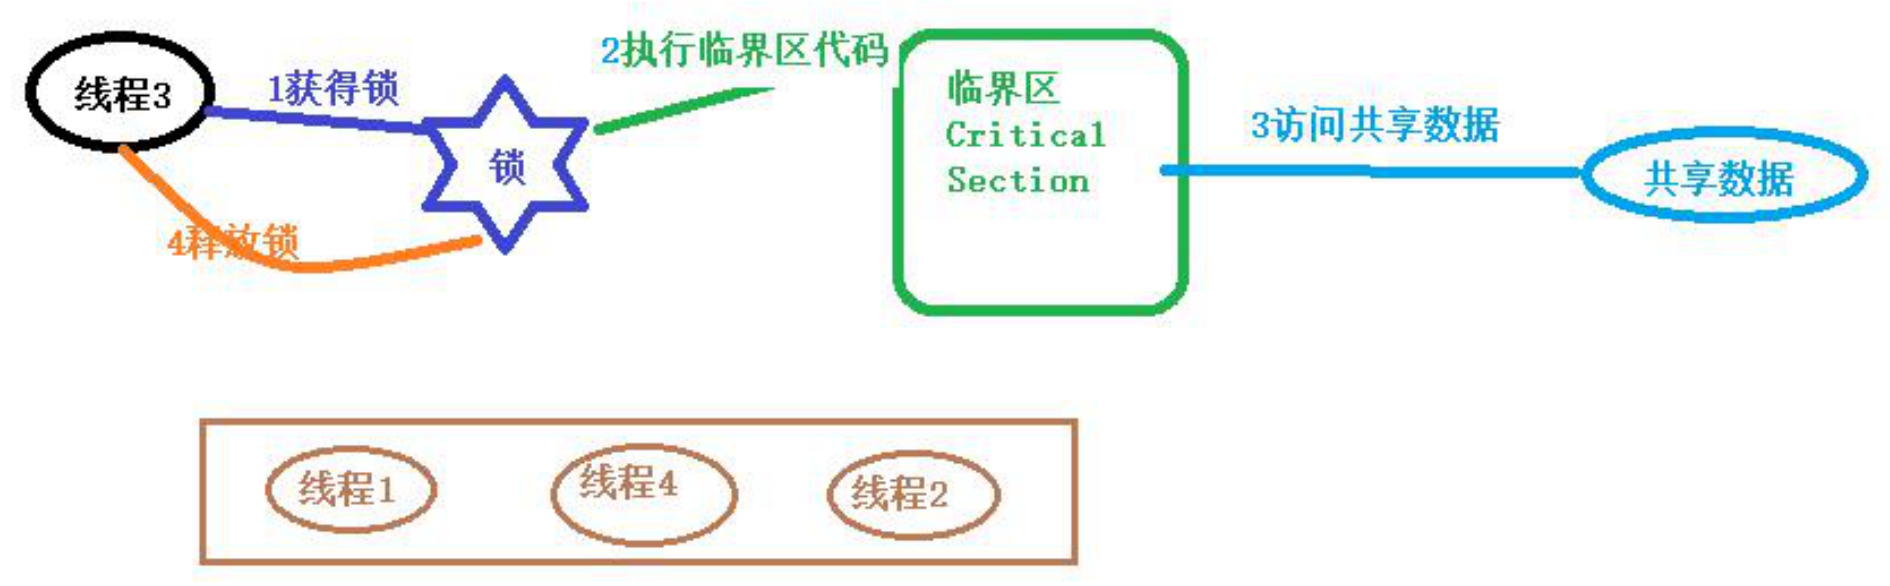 线程3
1获得锁
锁
2执行临界区代码
临界区
Critical
Section
3访问共享数据
共享数据
4释放锁
线程1
线程4
线程2